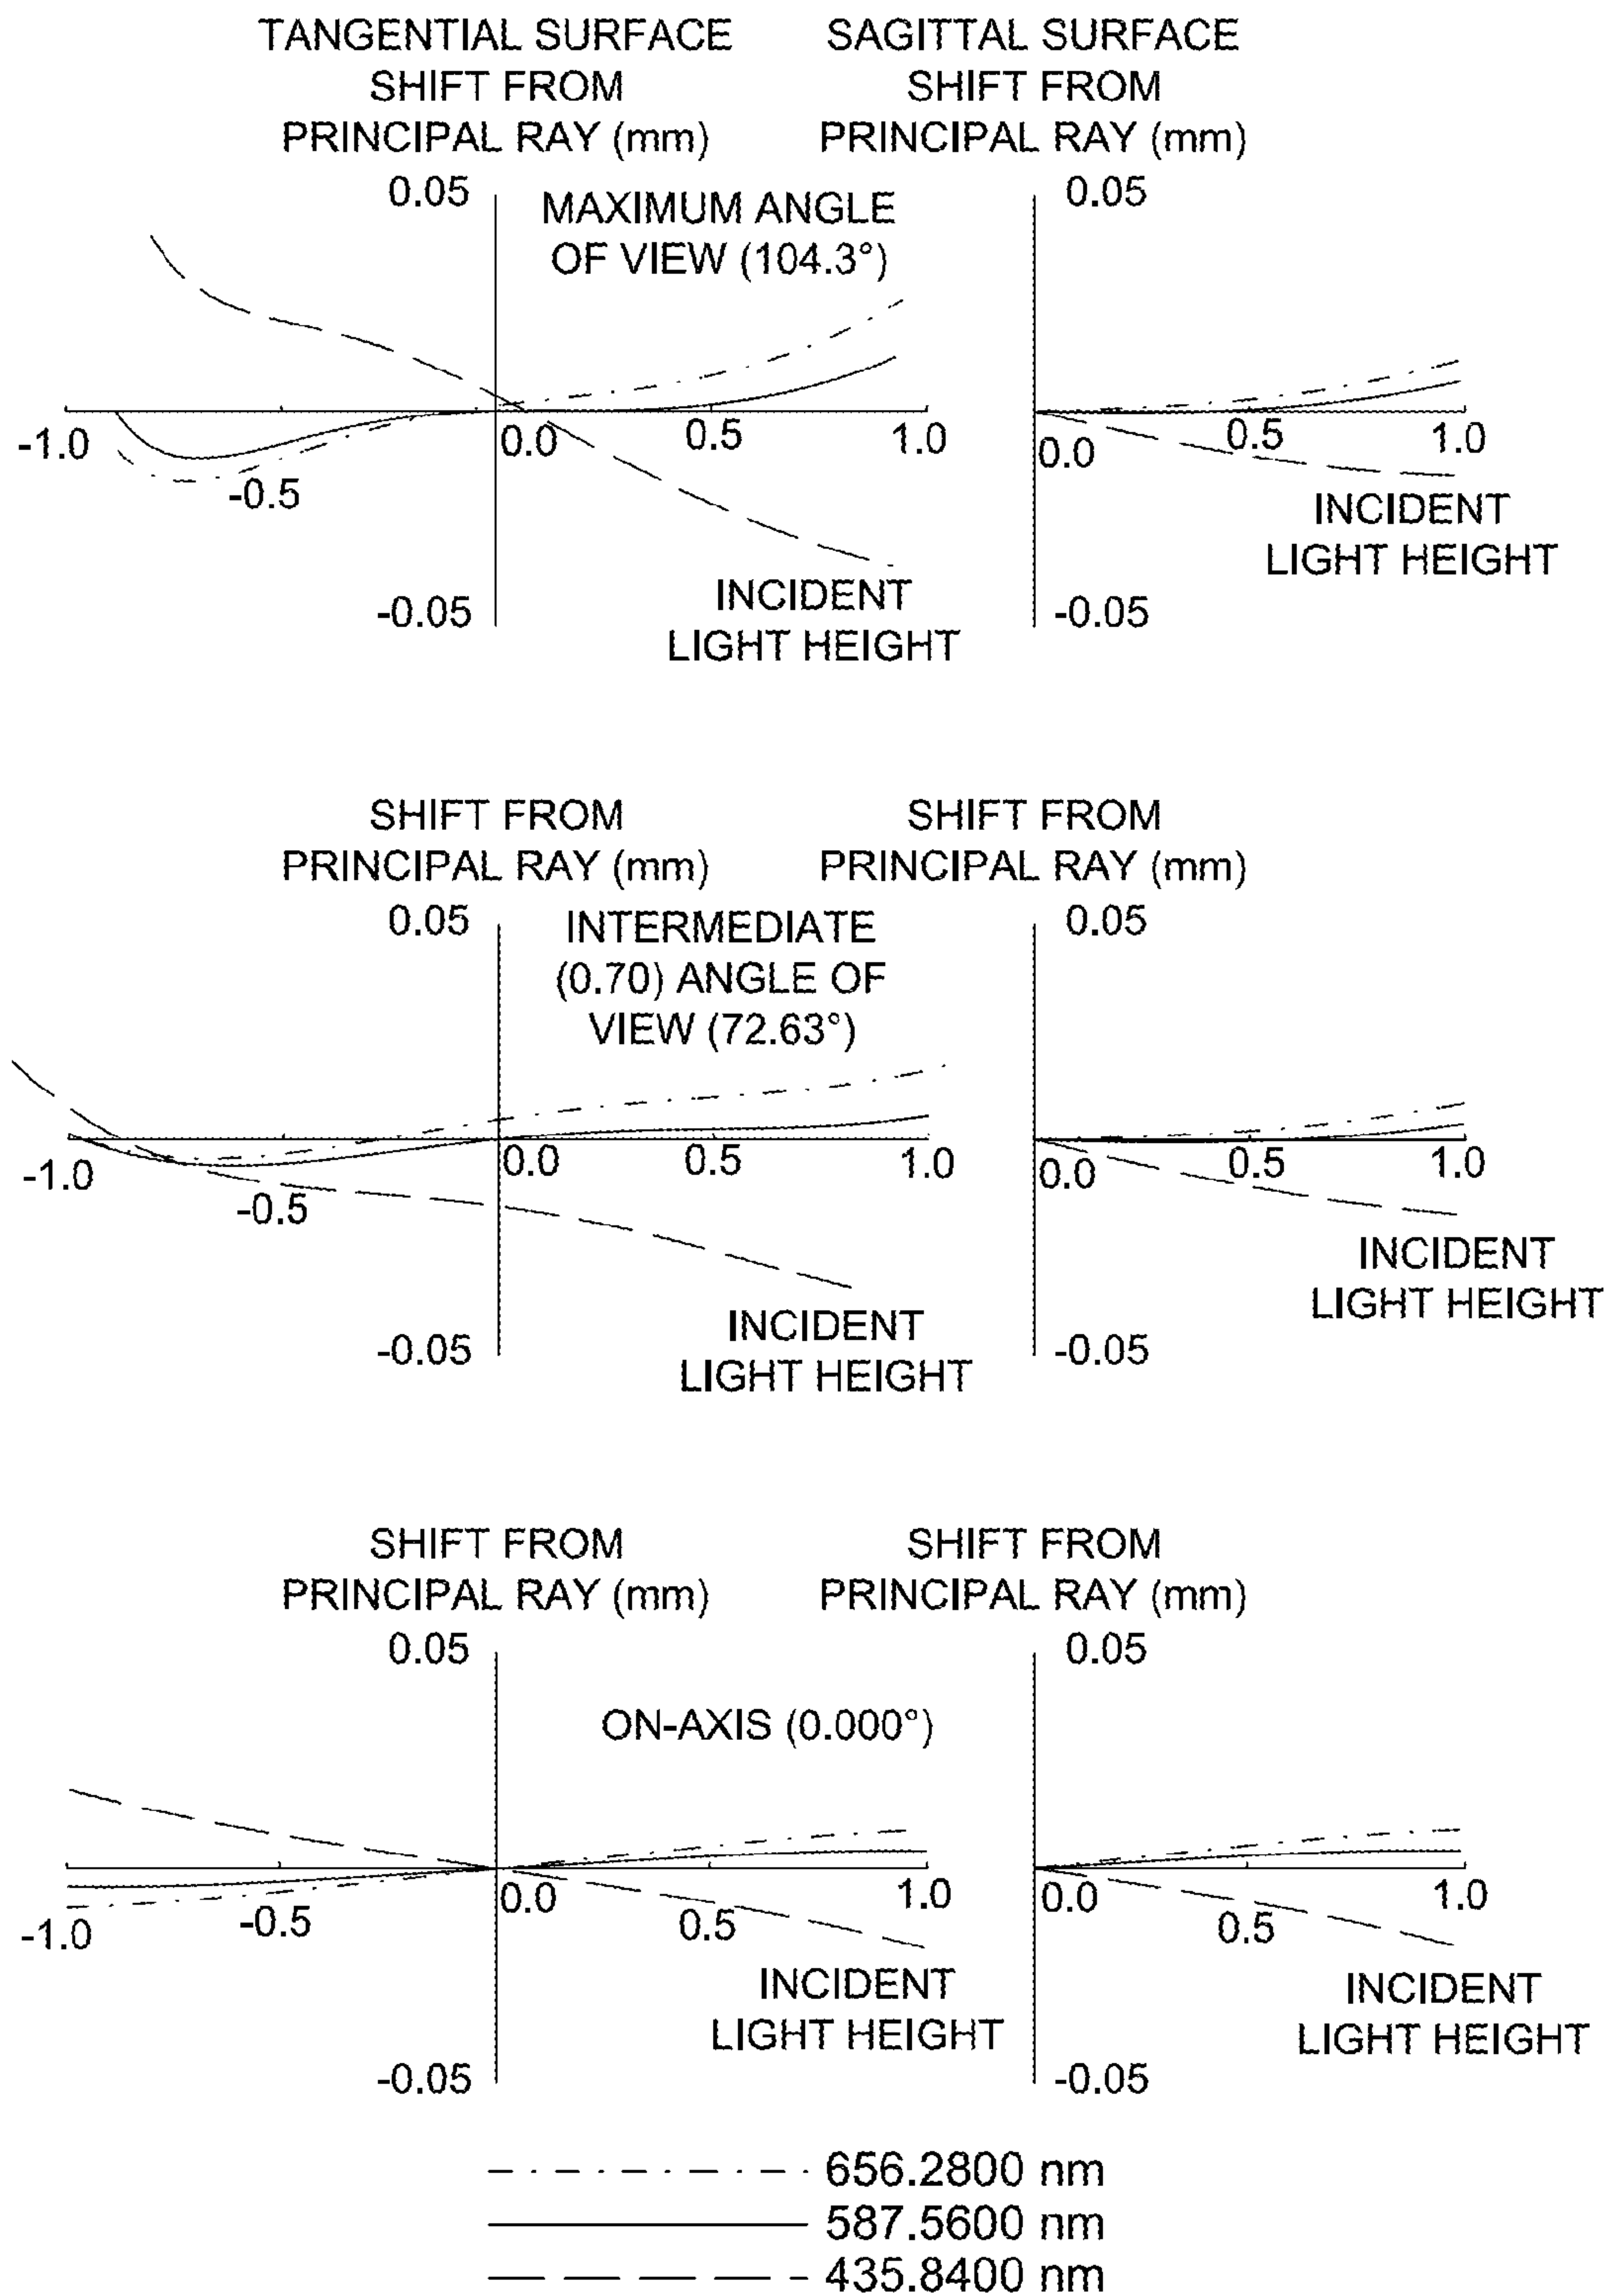 TANGENTIAL SURFACE
SHIFT FROM
PRINCIPAL RAY (mm)
SAGITTAL SURFACE
SHIFT FROM
PRINCIPAL RAY (mm)
0.05
MAXIMUM ANGLE
OF VIEW (104.3°)
-1.0
-0.5
0.0
0.5
1.0
-0.05
INCIDENT
LIGHT HEIGHT
0.05
0.0
0.5
1.0
-0.05
INCIDENT
LIGHT HEIGHT
SHIFT FROM
PRINCIPAL RAY (mm)
SHIFT FROM
PRINCIPAL RAY (mm)
0.05
INTERMEDIATE
(0.70) ANGLE OF
VIEW (72.63°)
-1.0
-0.5
0.0
0.5
1.0
-0.05
INCIDENT
LIGHT HEIGHT
0.05
0.0
0.5
1.0
-0.05
INCIDENT
LIGHT HEIGHT
SHIFT FROM
PRINCIPAL RAY (mm)
SHIFT FROM
PRINCIPAL RAY (mm)
0.05
ON-AXIS (0.000°)
-1.0
-0.5
0.0
0.5
1.0
-0.05
INCIDENT
LIGHT HEIGHT
0.05
0.0
0.5
1.0
-0.05
INCIDENT
LIGHT HEIGHT
656.2800 nm
587.5600 nm
435.8400 nm